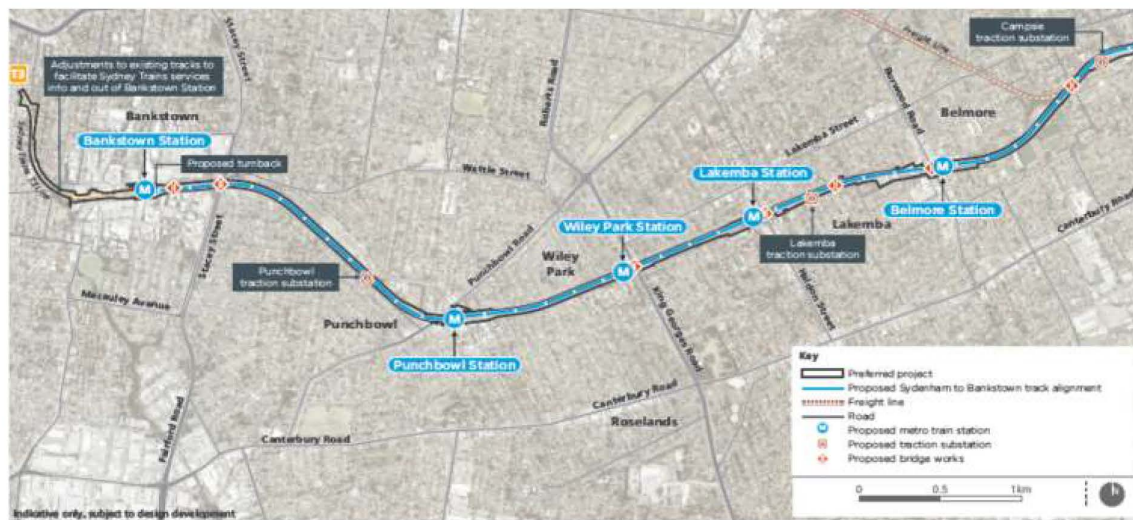 Campsie
traction substation
Freight Line
Stacey Street
T3
Adjustments to existing tracks to
facilitate Sydney Trains services
into and out of Bankstown Station
Bankstown
Bankstown Station
Proposed turnback
M
Roberts Road
Burwood Road
Belmore
Lakemba Street
Wattle Street
Lakemba Station
M
M
Belmore Station
Lakemba
Canterbury Road
Wiley Park Station
Lakemba
traction substation
Stacey Street
Punchbowl Road
Wiley
Park
M
Punchbowl
traction substation
Macauley Avenue
Haldon Street
King Georges Road
Punchbowl
M
Punchbowl Station
Canterbury Road
Roselands
Fairford Road
Canterbury Road
Key
Preferred project
Proposed Sydenham to Bankstown track alignment
Freight line
Road
M Proposed metro train station
Proposed traction substation
Proposed bridge works
0 0.5 1km
Indicative only, subject to design development